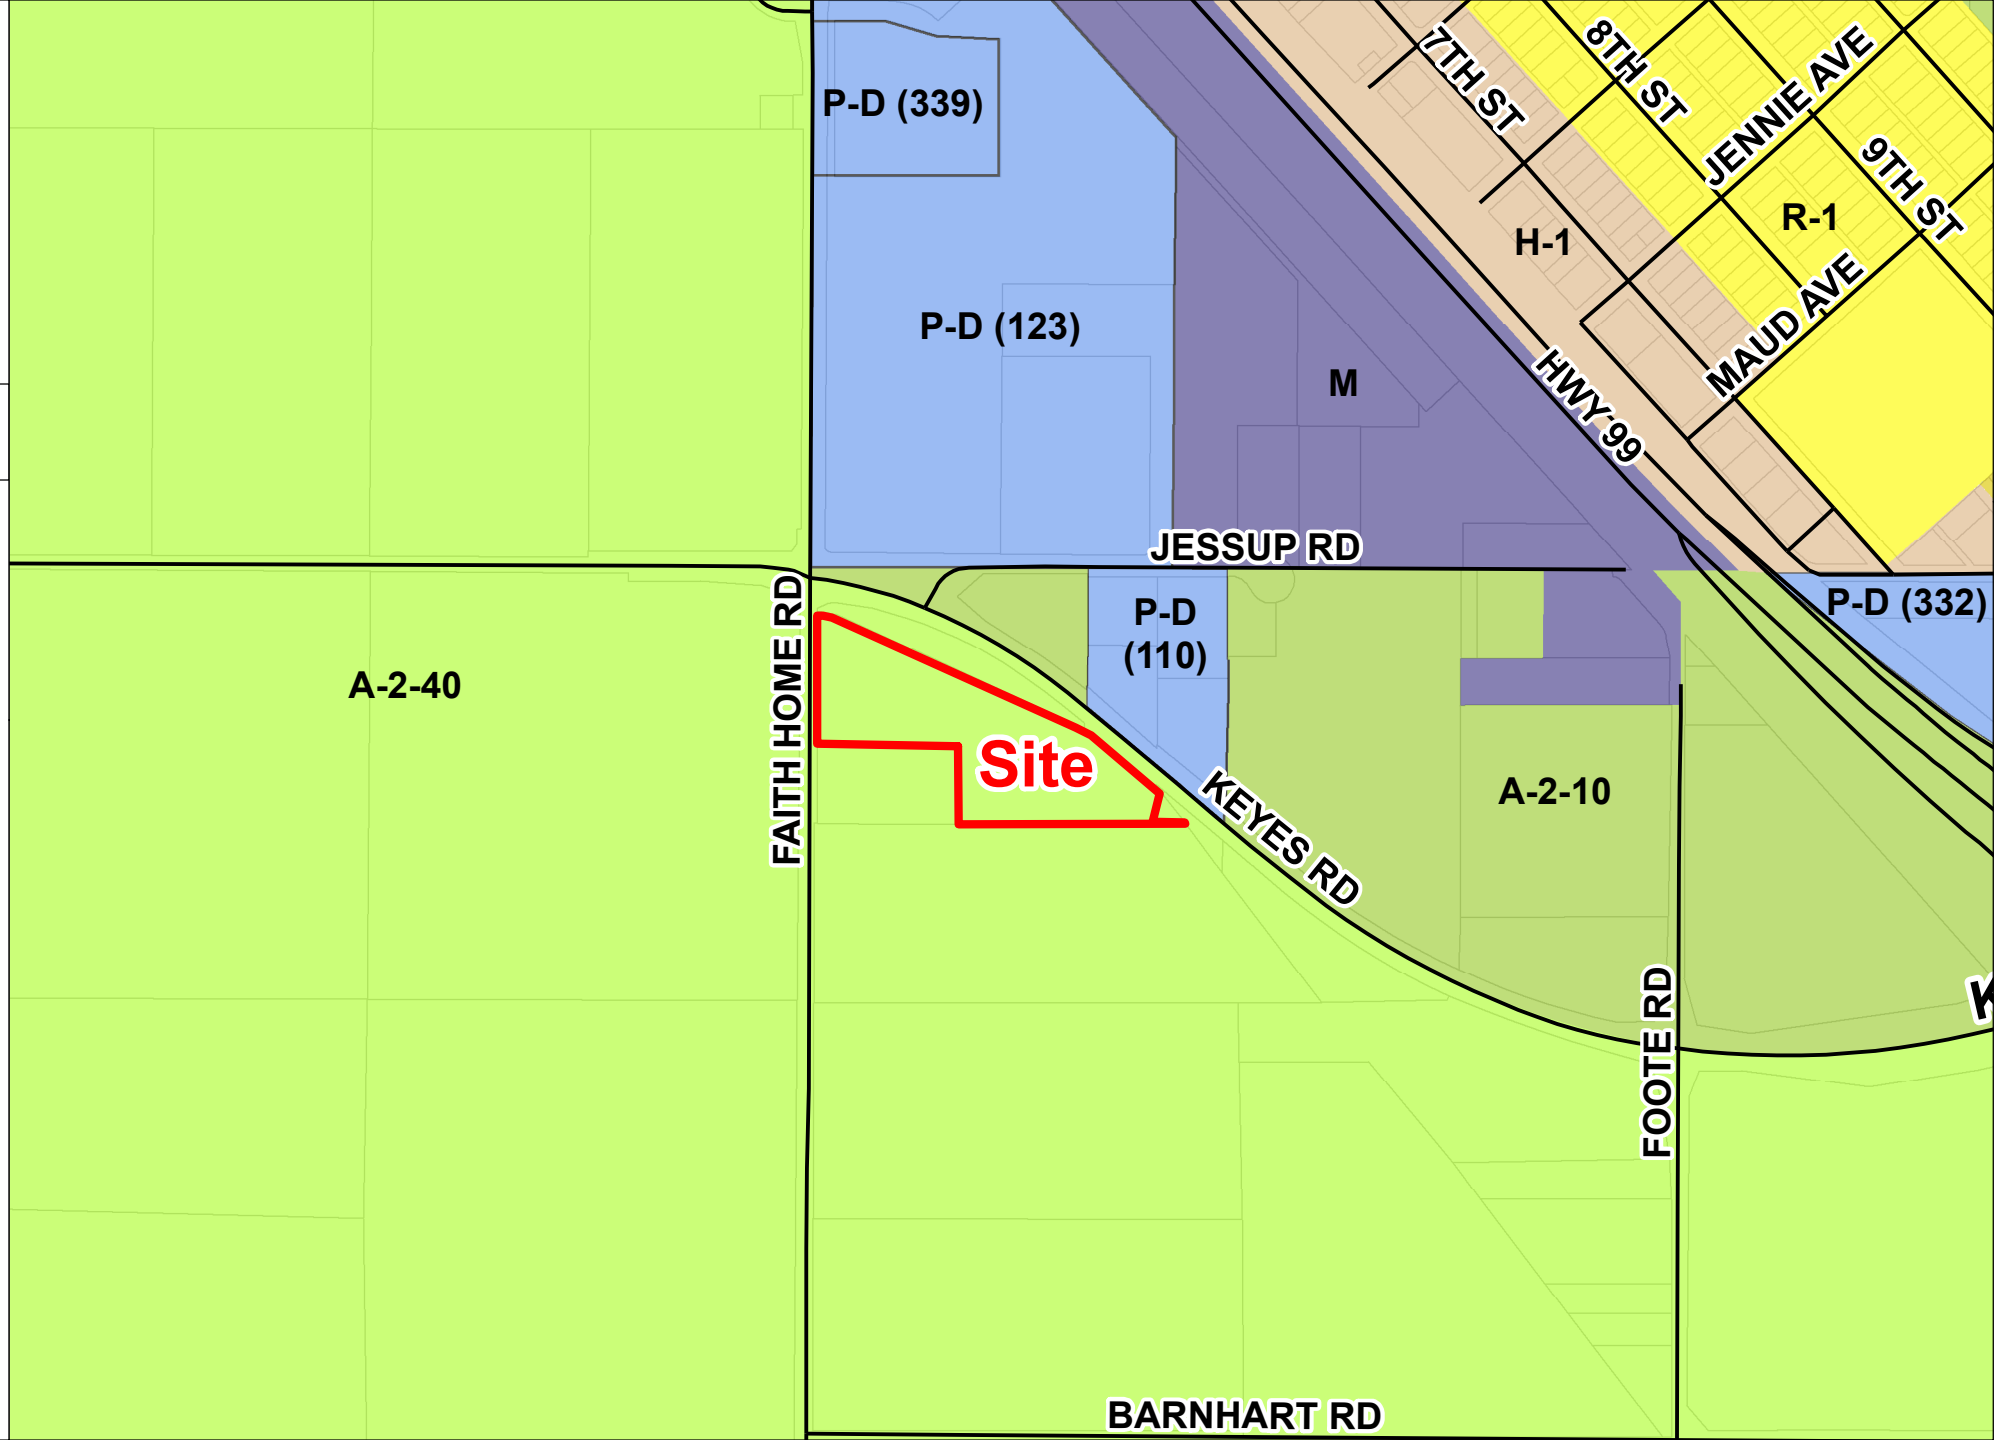 7TH ST
8TH ST
JENNIE AVE
9TH ST
P-D (339)
R-1
H-1
MAUD AVE
P-D (123)
M
HWY 99
JESSUP RD
P-D
(110)
P-D (332)
FAITH HOME RD
A-2-40
Site
A-2-10
KEYES RD
K
FOOTE RD
BARNHART RD